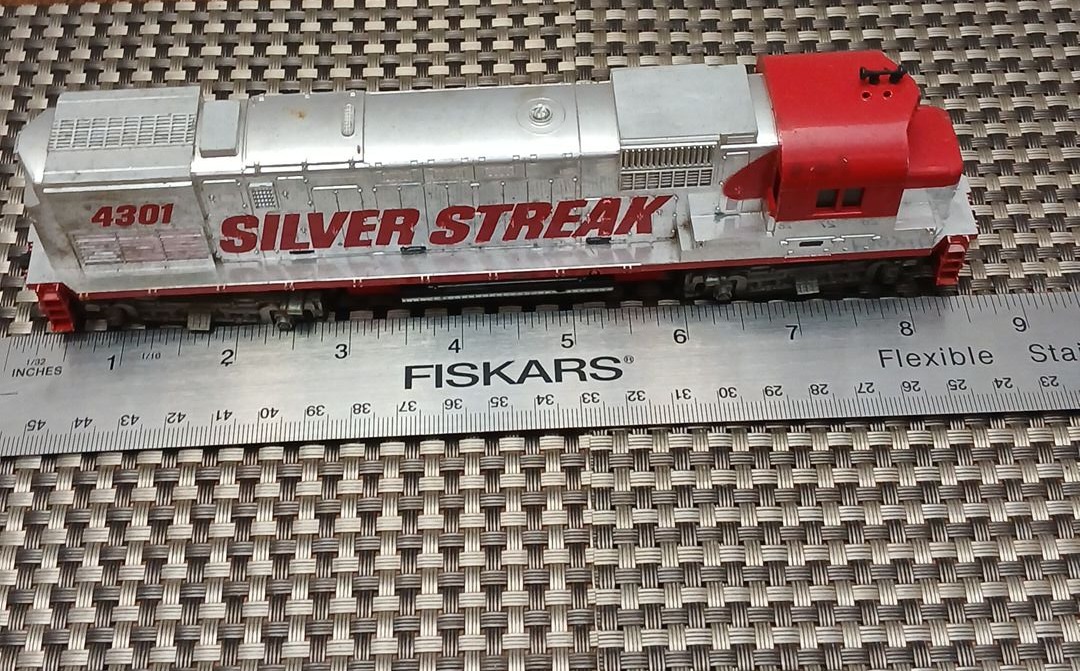 4301
SILVER STREAK
1/32
INCHES
1 1/16 2 3 4 5 6 7 8 9
FISKARS®
Flexible Stai
45 44 43 42 41 40 39 38 37 36 35 34 33 32 31 30 29 28 27 26 25 24 23